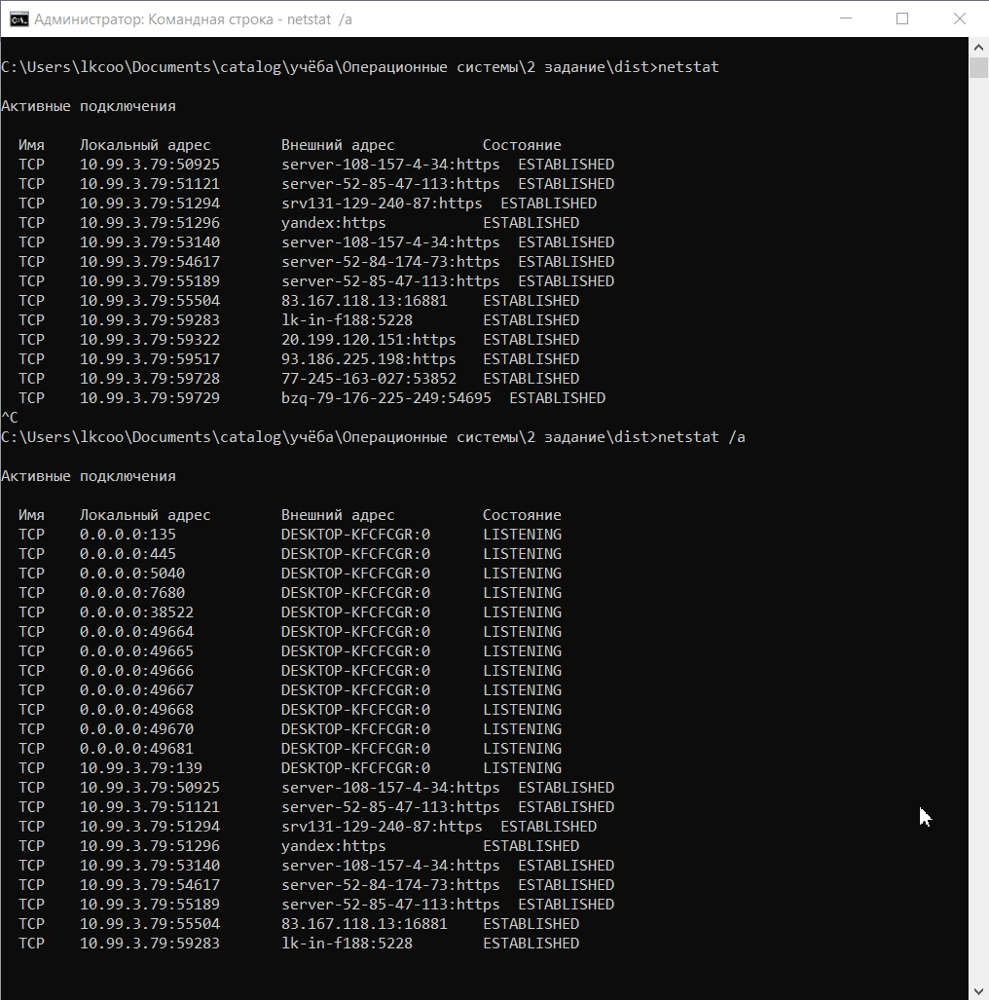 Администратор: Командная строка - netstat  /a
C:\Users\lkcoo\Documents\catalog\учёба\Операционные системы\2 задание\dist>netstat
Активные подключения
Имя    Локальный адрес        Внешний адрес          Состояние
TCP    10.99.3.79:50925       server-108-157-4-34:https  ESTABLISHED
TCP    10.99.3.79:51121       server-52-85-47-113:https  ESTABLISHED
TCP    10.99.3.79:51294       srv131-129-240-87:https  ESTABLISHED
TCP    10.99.3.79:51296       yandex:https           ESTABLISHED
TCP    10.99.3.79:53140       server-108-157-4-34:https  ESTABLISHED
TCP    10.99.3.79:54617       server-52-84-174-73:https  ESTABLISHED
TCP    10.99.3.79:55189       server-52-85-47-113:https  ESTABLISHED
TCP    10.99.3.79:55504       83.167.118.13:16881    ESTABLISHED
TCP    10.99.3.79:59283       lk-in-f188:5228        ESTABLISHED
TCP    10.99.3.79:59322       20.199.120.151:https   ESTABLISHED
TCP    10.99.3.79:59517       93.186.225.198:https   ESTABLISHED
TCP    10.99.3.79:59728       77-245-163-027:53852   ESTABLISHED
TCP    10.99.3.79:59729       bzq-79-176-225-249:54695  ESTABLISHED
^C
C:\Users\lkcoo\Documents\catalog\учёба\Операционные системы\2 задание\dist>netstat /a
Активные подключения
Имя    Локальный адрес        Внешний адрес          Состояние
TCP    0.0.0.0:135            DESKTOP-KFCFCGR:0      LISTENING
TCP    0.0.0.0:445            DESKTOP-KFCFCGR:0      LISTENING
TCP    0.0.0.0:5040           DESKTOP-KFCFCGR:0      LISTENING
TCP    0.0.0.0:7680           DESKTOP-KFCFCGR:0      LISTENING
TCP    0.0.0.0:38522          DESKTOP-KFCFCGR:0      LISTENING
TCP    0.0.0.0:49664          DESKTOP-KFCFCGR:0      LISTENING
TCP    0.0.0.0:49665          DESKTOP-KFCFCGR:0      LISTENING
TCP    0.0.0.0:49666          DESKTOP-KFCFCGR:0      LISTENING
TCP    0.0.0.0:49667          DESKTOP-KFCFCGR:0      LISTENING
TCP    0.0.0.0:49668          DESKTOP-KFCFCGR:0      LISTENING
TCP    0.0.0.0:49670          DESKTOP-KFCFCGR:0      LISTENING
TCP    0.0.0.0:49681          DESKTOP-KFCFCGR:0      LISTENING
TCP    10.99.3.79:139         DESKTOP-KFCFCGR:0      LISTENING
TCP    10.99.3.79:50925       server-108-157-4-34:https  ESTABLISHED
TCP    10.99.3.79:51121       server-52-85-47-113:https  ESTABLISHED
TCP    10.99.3.79:51294       srv131-129-240-87:https  ESTABLISHED
TCP    10.99.3.79:51296       yandex:https           ESTABLISHED
TCP    10.99.3.79:53140       server-108-157-4-34:https  ESTABLISHED
TCP    10.99.3.79:54617       server-52-84-174-73:https  ESTABLISHED
TCP    10.99.3.79:55189       server-52-85-47-113:https  ESTABLISHED
TCP    10.99.3.79:55504       83.167.118.13:16881    ESTABLISHED
TCP    10.99.3.79:59283       lk-in-f188:5228        ESTABLISHED